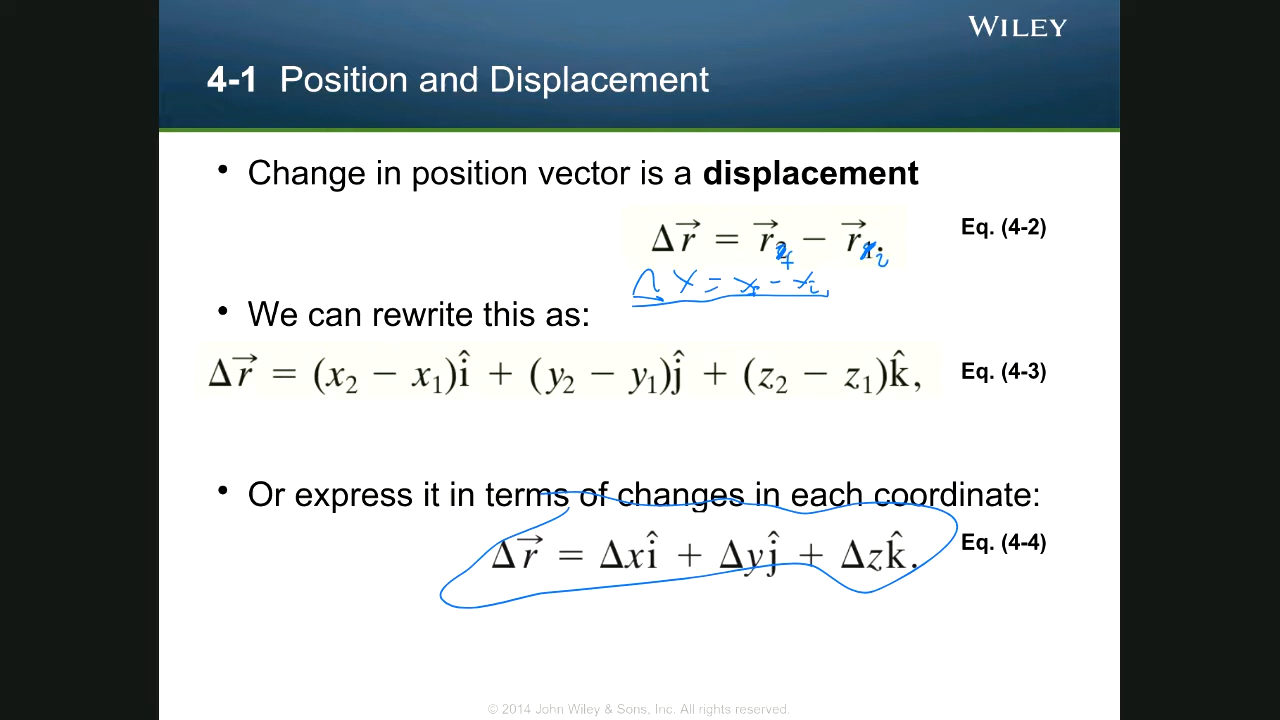 WILEY
4-1 Position and Displacement
• Change in position vector is a displacement
Δr⃗ = r⃗₂ − r⃗₁. Eq. (4-2)
f i
Δx = x_f − x_i
• We can rewrite this as:
Δr⃗ = (x₂ − x₁)î + (y₂ − y₁)ĵ + (z₂ − z₁)k̂, Eq. (4-3)
• Or express it in terms of changes in each coordinate:
Δr⃗ = Δxî + Δyĵ + Δzk̂. Eq. (4-4)
© 2014 John Wiley & Sons, Inc. All rights reserved.